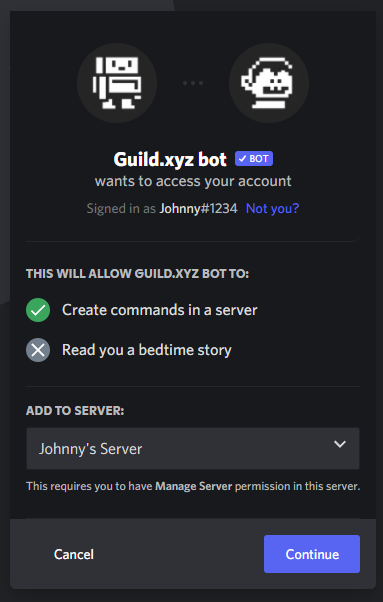 Guild.xyz bot ✓ BOT
wants to access your account
Signed in as Johnny#1234 Not you?
THIS WILL ALLOW GUILD.XYZ BOT TO:
Create commands in a server
Read you a bedtime story
ADD TO SERVER:
Johnny's Server
This requires you to have Manage Server permission in this server.
Cancel Continue